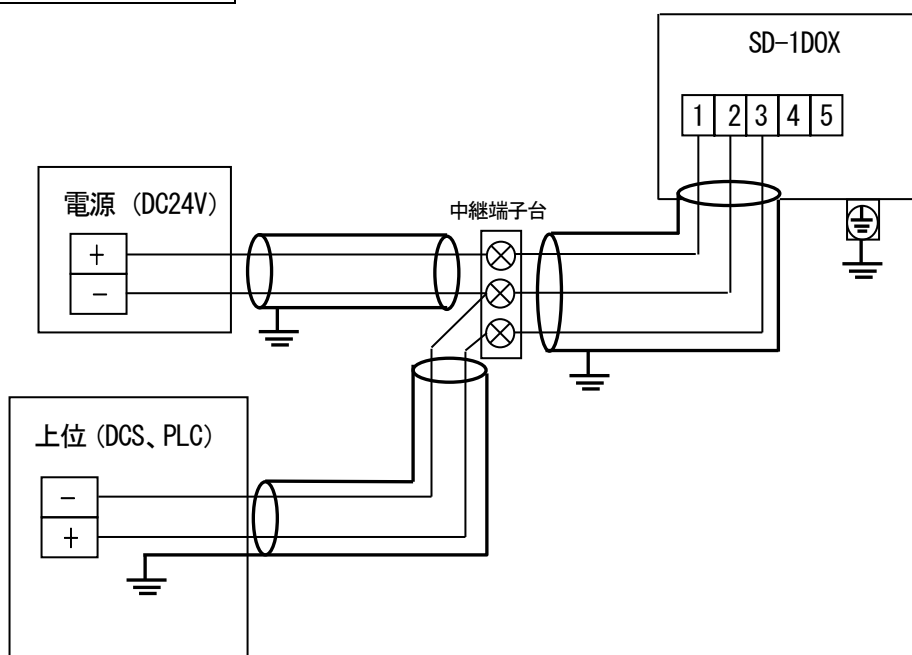 SD-1DOX
1 2 3 4 5
電源 (DC24V)
+
-
中継端子台
上位 (DCS、PLC)
-
+